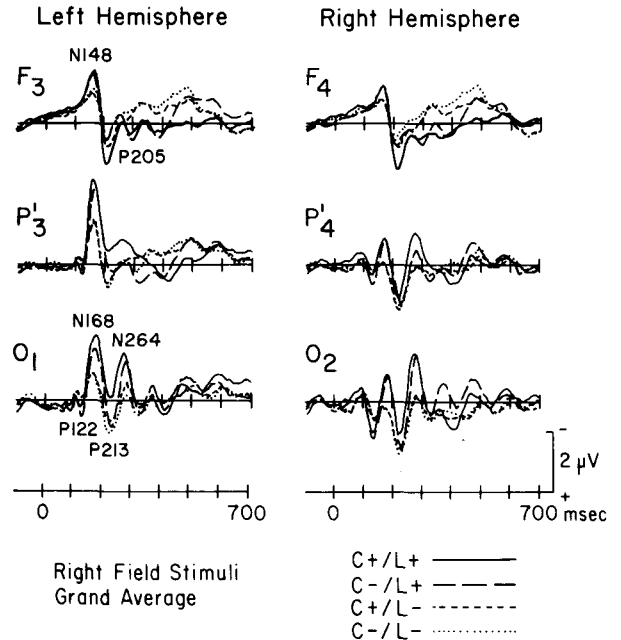 Left Hemisphere
Right Hemisphere
F3
N148
P205
F4
P'3
P'4
O1
N168
N264
P122
P213
O2
−
2 µV
+
0
700
0
700 msec
Right Field Stimuli
Grand Average
C+/L+
C-/L+
C+/L-
C-/L-